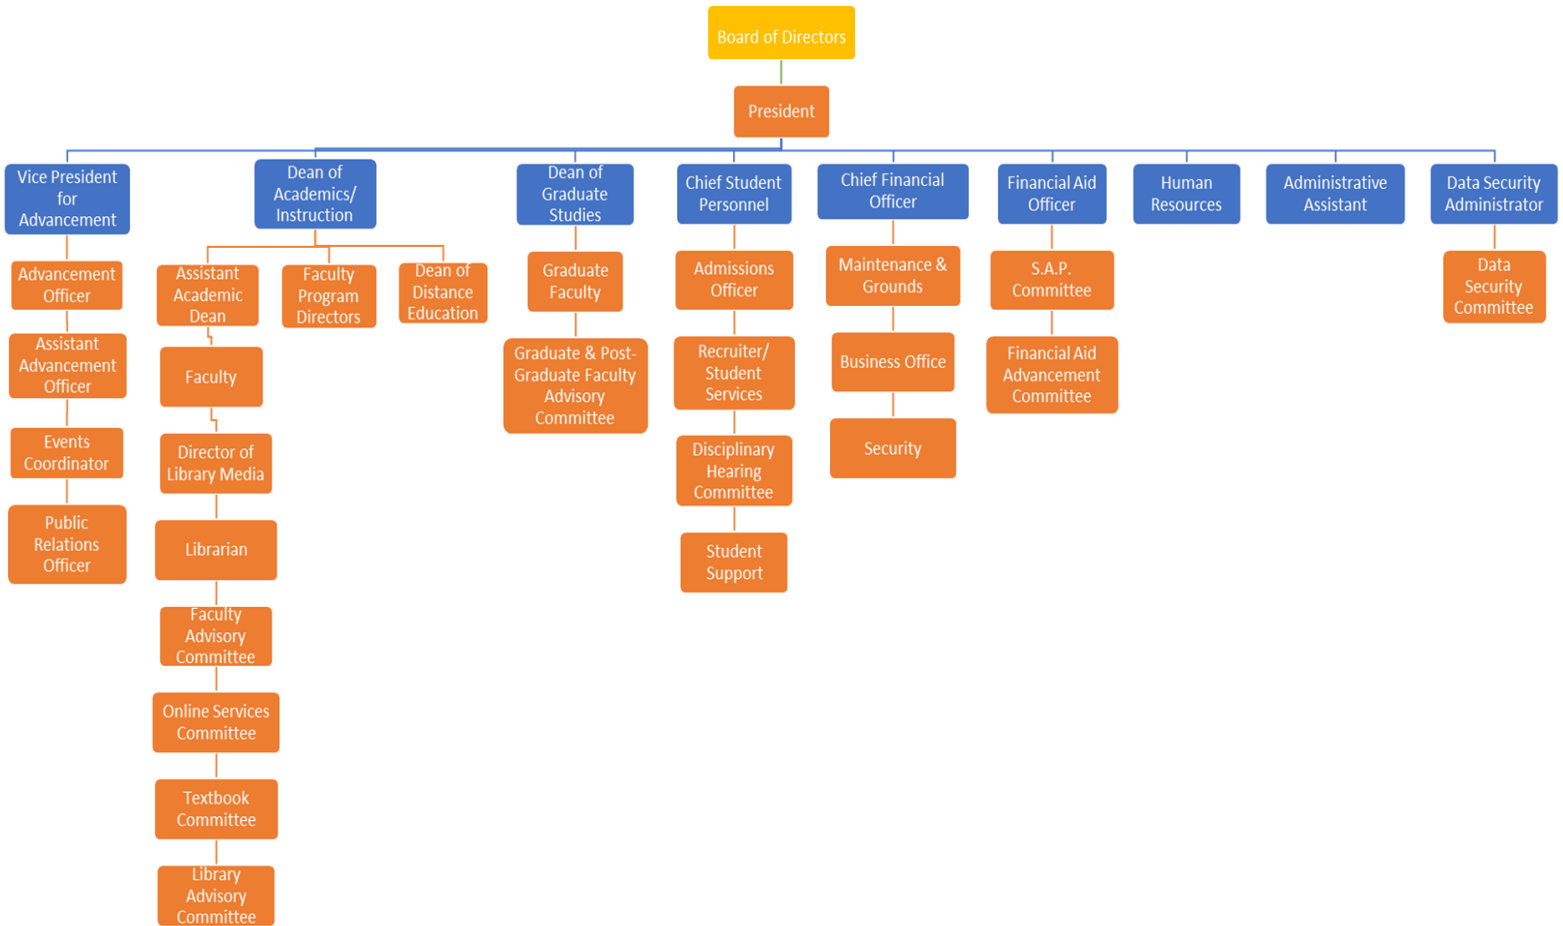 Board of Directors
President
Vice President
for
Advancement
Dean of
Academics/
Instruction
Dean of
Graduate
Studies
Chief Student
Personnel
Chief Financial
Officer
Financial Aid
Officer
Human
Resources
Administrative
Assistant
Data Security
Administrator
Advancement
Officer
Assistant
Advancement
Officer
Events
Coordinator
Public
Relations
Officer
Assistant
Academic
Dean
Faculty
Program
Directors
Dean of
Distance
Education
Faculty
Director of
Library Media
Librarian
Faculty
Advisory
Committee
Online Services
Committee
Textbook
Committee
Library
Advisory
Committee
Graduate
Faculty
Graduate & Post-
Graduate Faculty
Advisory
Committee
Admissions
Officer
Recruiter/
Student
Services
Disciplinary
Hearing
Committee
Student
Support
Maintenance &
Grounds
Business Office
Security
S.A.P.
Committee
Financial Aid
Advancement
Committee
Data
Security
Committee